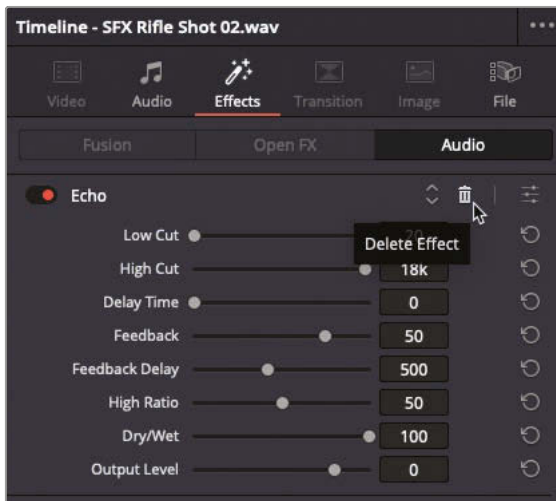 Timeline - SFX Rifle Shot 02.wav
Video Audio Effects Transition Image File
Fusion Open FX Audio
Echo
Low Cut
Delete Effect
High Cut 18k
Delay Time 0
Feedback 50
Feedback Delay 500
High Ratio 50
Dry/Wet 100
Output Level 0